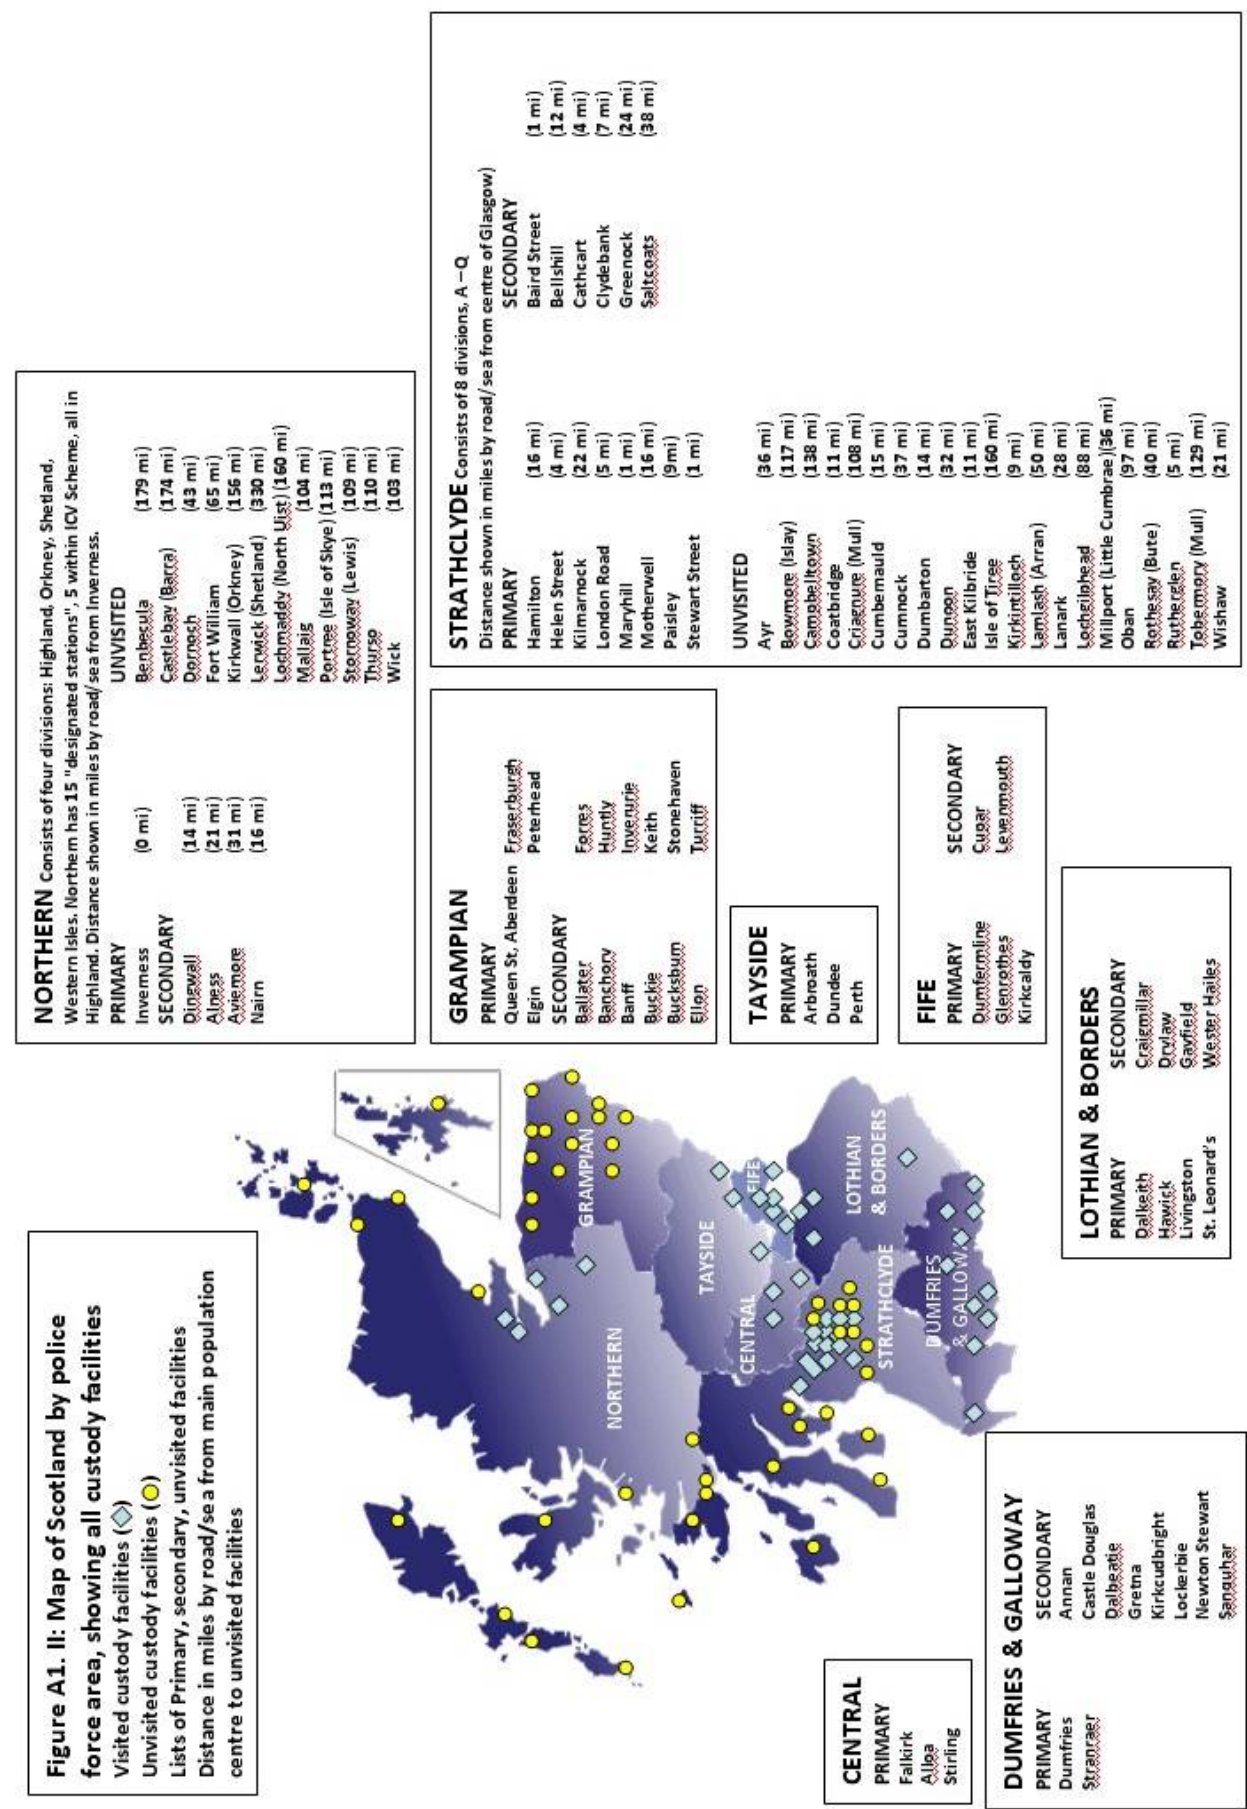 Figure A1. II: Map of Scotland by police
force area, showing all custody facilities
Visited custody facilities (◇)
Unvisited custody facilities (○)
Lists of Primary, secondary, unvisited facilities
Distance in miles by road/sea from main population
centre to unvisited facilities
NORTHERN Consists of four divisions: Highland, Orkney, Shetland,
Western Isles. Northern has 15 "designated stations", 5 within ICV Scheme, all in
Highland. Distance shown in miles by road/sea from Inverness.
PRIMARY
Inverness (0 mi)
SECONDARY
Dingwall (14 mi)
Alness (21 mi)
Aviemore (31 mi)
Nairn (16 mi)
UNVISITED
Benbecula (179 mi)
Castlebay (Barra) (174 mi)
Dornoch (43 mi)
Fort William (65 mi)
Kirkwall (Orkney) (156 mi)
Lerwick (Shetland) (330 mi)
Lochmaddy (North Uist) (160 mi)
Mallaig (104 mi)
Portree (Isle of Skye) (113 mi)
Stornoway (Lewis) (109 mi)
Thurso (110 mi)
Wick (103 mi)
NORTHERN
GRAMPIAN
TAYSIDE
CENTRAL
FIFE
LOTHIAN
& BORDERS
STRATHCLYDE
DUMFRIES
& GALLOWA
GRAMPIAN
PRIMARY
Queen St, Aberdeen
Elgin
Fraserburgh
Peterhead
SECONDARY
Ballater
Banchory
Banff
Buckie
Bucksburn
Ellon
Forres
Huntly
Inverurie
Keith
Stonehaven
Turriff
STRATHCLYDE Consists of 8 divisions, A – Q
Distance shown in miles by road/sea from centre of Glasgow)
PRIMARY
Hamilton (16 mi)
Helen Street (4 mi)
Kilmarnock (22 mi)
London Road (5 mi)
Maryhill (1 mi)
Motherwell (16 mi)
Paisley (9mi)
Stewart Street (1 mi)
SECONDARY
Baird Street (1 mi)
Bellshill (12 mi)
Cathcart (4 mi)
Clydebank (7 mi)
Greenock (24 mi)
Saltcoats (38 mi)
UNVISITED
Ayr (36 mi)
Bowmore (Islay) (117 mi)
Campbelltown (138 mi)
Coatbridge (11 mi)
Criagnure (Mull) (108 mi)
Cumbernauld (15 mi)
Cumnock (37 mi)
Dumbarton (14 mi)
Dunoon (32 mi)
East Kilbride (11 mi)
Isle of Tiree (160 mi)
Kirkintilloch (9 mi)
Lamlash (Arran) (50 mi)
Lanark (28 mi)
Lochgilphead (88 mi)
Millport (Little Cumbrae)(36 mi)
Oban (97 mi)
Rothesay (Bute) (40 mi)
Rutherglen (5 mi)
Tobermory (Mull) (129 mi)
Wishaw (21 mi)
TAYSIDE
PRIMARY
Arbroath
Dundee
Perth
FIFE
PRIMARY
Dumfermline
Glenrothes
Kirkcaldy
SECONDARY
Cupar
Levenmouth
CENTRAL
PRIMARY
Falkirk
Alloa
Stirling
DUMFRIES & GALLOWAY
PRIMARY
Dumfries
Stranraer
SECONDARY
Annan
Castle Douglas
Dalbeatie
Gretna
Kirkcudbright
Lockerbie
Newton Stewart
Sanquhar
LOTHIAN & BORDERS
PRIMARY
Dalkeith
Hawick
Livingston
St. Leonard's
SECONDARY
Craigmillar
Drylaw
Gayfield
Wester Hailes